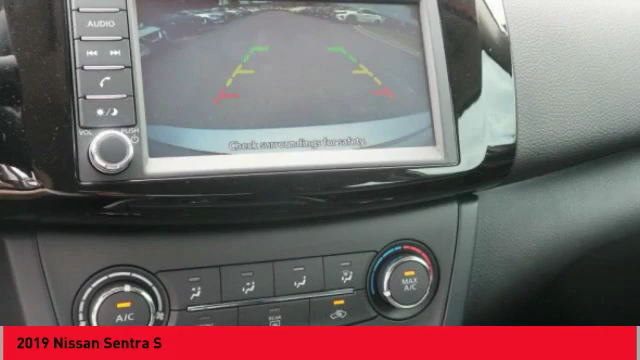 AUDIO
VOL
PUSH
Check surroundings for safety.
A/C
MAX
A/C
2019 Nissan Sentra S